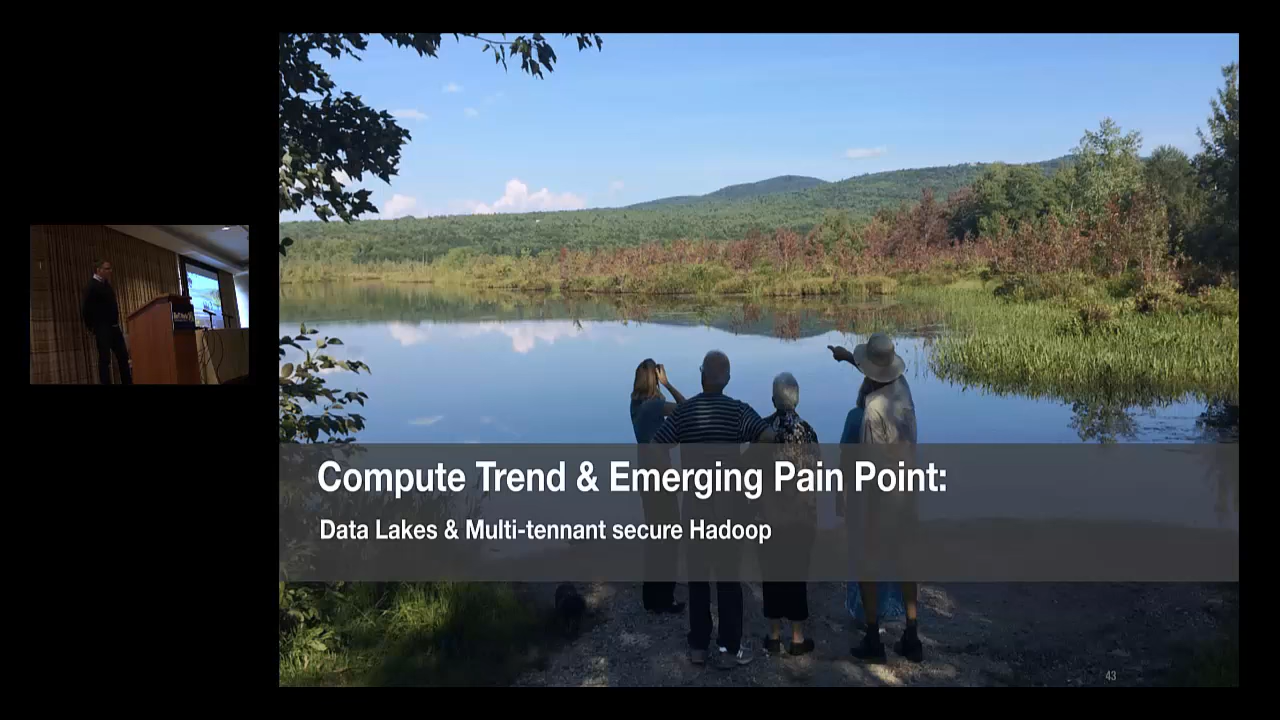 Compute Trend & Emerging Pain Point:
Data Lakes & Multi-tennant secure Hadoop
43